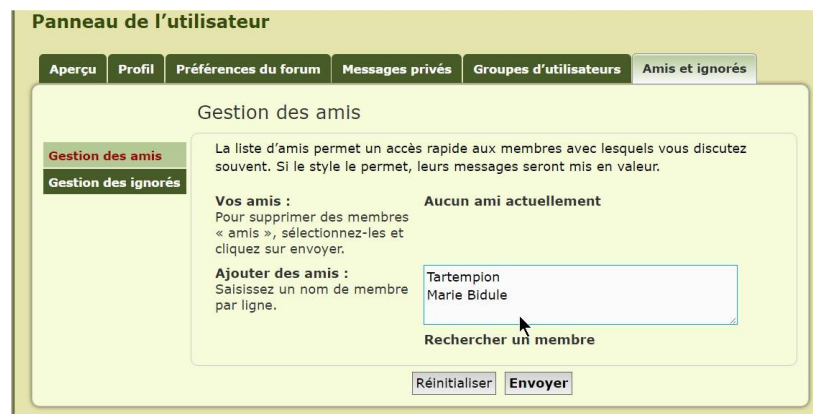 Panneau de l’utilisateur
Aperçu Profil Préférences du forum Messages privés Groupes d’utilisateurs Amis et ignorés
Gestion des amis
Gestion des amis
Gestion des ignorés
La liste d’amis permet un accès rapide aux membres avec lesquels vous discutez
souvent. Si le style le permet, leurs messages seront mis en valeur.
Vos amis :
Pour supprimer des membres
« amis », sélectionnez-les et
cliquez sur envoyer.
Aucun ami actuellement
Ajouter des amis :
Saisissez un nom de membre
par ligne.
Tartempion
Marie Bidule
Rechercher un membre
Réinitialiser Envoyer